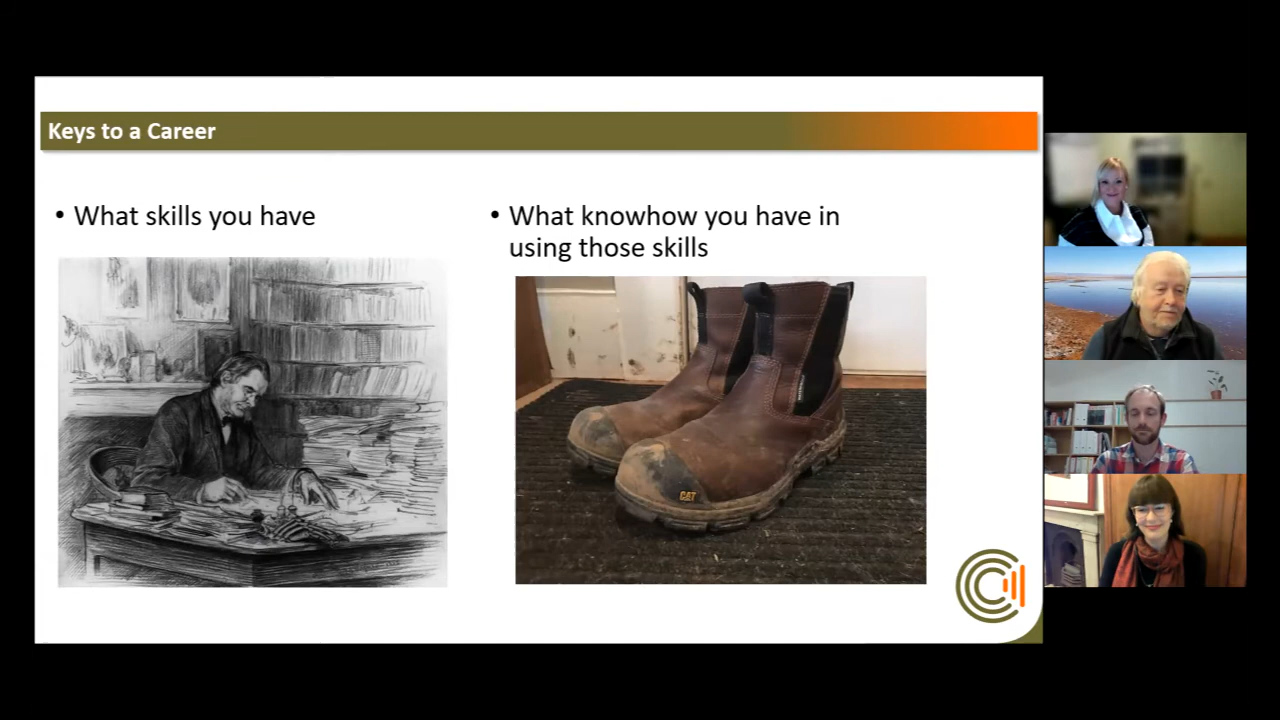 Keys to a Career
• What skills you have
• What knowhow you have in
using those skills
CAT